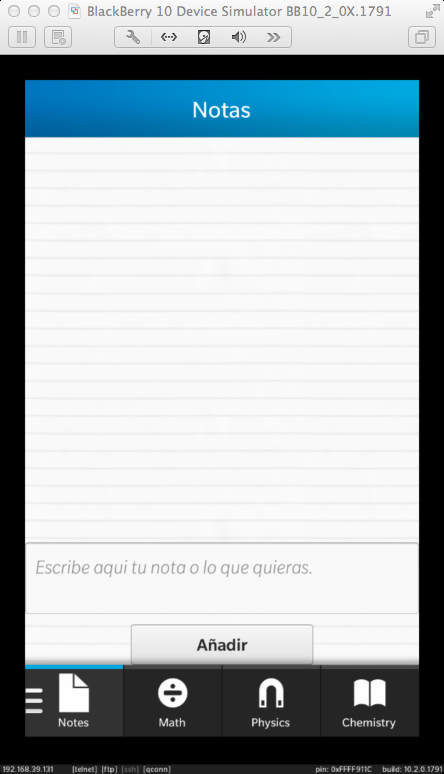 BlackBerry 10 Device Simulator BB10_2_0X.1791
Notas
Escribe aqui tu nota o lo que quieras.
Añadir
Notes Math Physics Chemistry
192.168.39.131 [telnet] [ftp] [ssh] [qconn] pin: 0xFFFF911C build: 10.2.0.1791